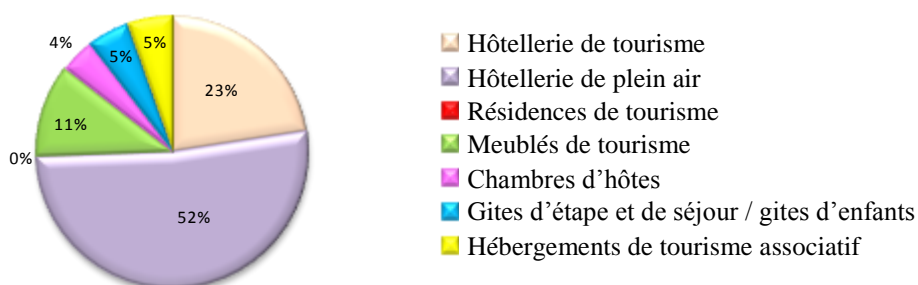 4%
5%
5%
23%
11%
0%
52%
Hôtellerie de tourisme
Hôtellerie de plein air
Résidences de tourisme
Meublés de tourisme
Chambres d’hôtes
Gites d’étape et de séjour / gites d’enfants
Hébergements de tourisme associatif